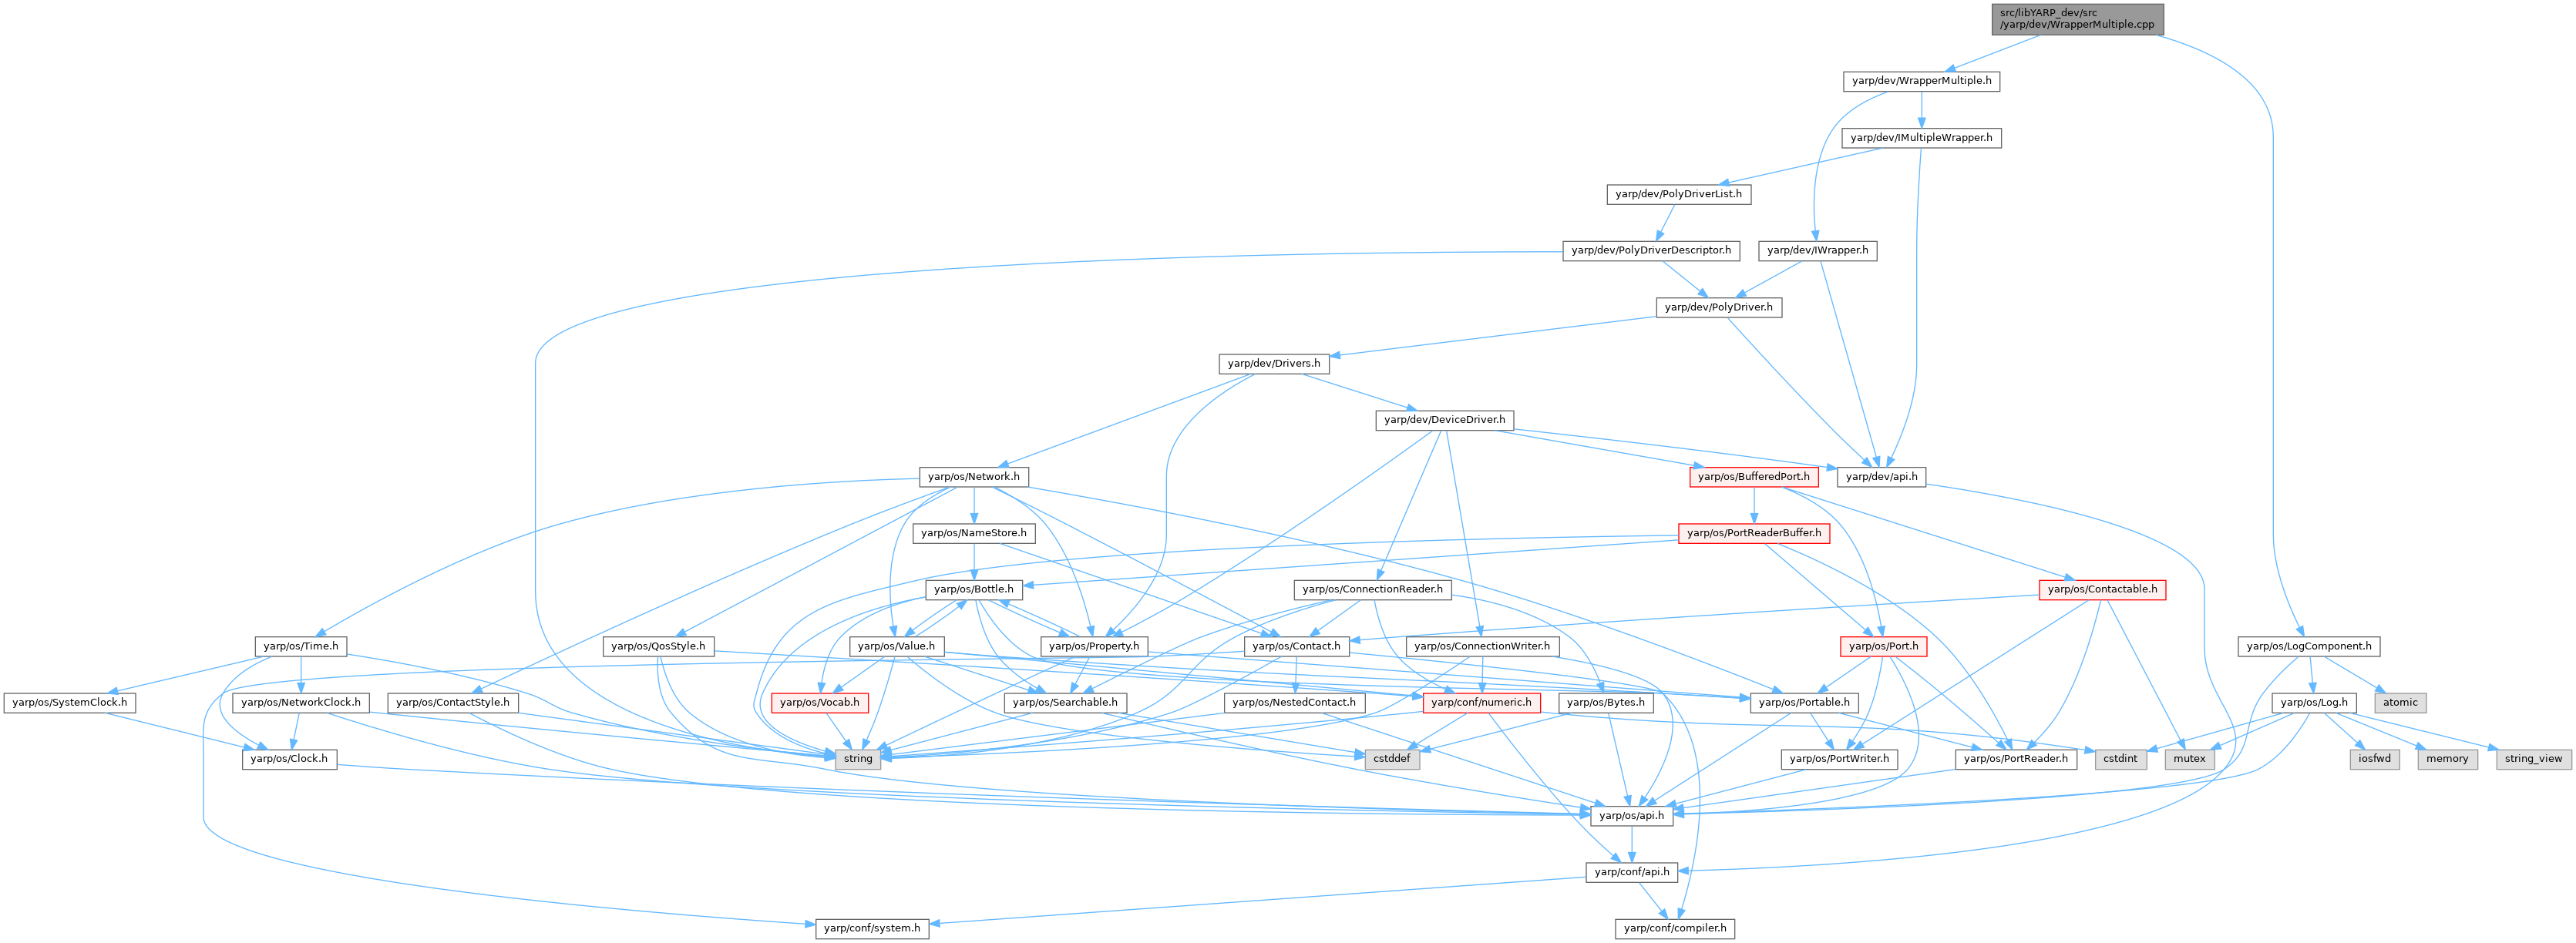 src/libYARP_dev/src
/yarp/dev/WrapperMultiple.cpp
yarp/dev/WrapperMultiple.h
yarp/dev/IMultipleWrapper.h
yarp/dev/PolyDriverList.h
yarp/dev/PolyDriverDescriptor.h
yarp/dev/IWrapper.h
yarp/dev/PolyDriver.h
yarp/dev/Drivers.h
yarp/dev/DeviceDriver.h
yarp/os/Network.h
yarp/os/BufferedPort.h
yarp/dev/api.h
yarp/os/NameStore.h
yarp/os/PortReaderBuffer.h
yarp/os/Bottle.h
yarp/os/ConnectionReader.h
yarp/os/Contactable.h
yarp/os/Time.h
yarp/os/QosStyle.h
yarp/os/Value.h
yarp/os/Property.h
yarp/os/Contact.h
yarp/os/ConnectionWriter.h
yarp/os/Port.h
yarp/os/LogComponent.h
yarp/os/SystemClock.h
yarp/os/NetworkClock.h
yarp/os/ContactStyle.h
yarp/os/Vocab.h
yarp/os/Searchable.h
yarp/os/NestedContact.h
yarp/conf/numeric.h
yarp/os/Bytes.h
yarp/os/Portable.h
yarp/os/Log.h
atomic
yarp/os/Clock.h
string
cstddef
yarp/os/PortWriter.h
yarp/os/PortReader.h
cstdint
mutex
iosfwd
memory
string_view
yarp/os/api.h
yarp/conf/api.h
yarp/conf/system.h
yarp/conf/compiler.h